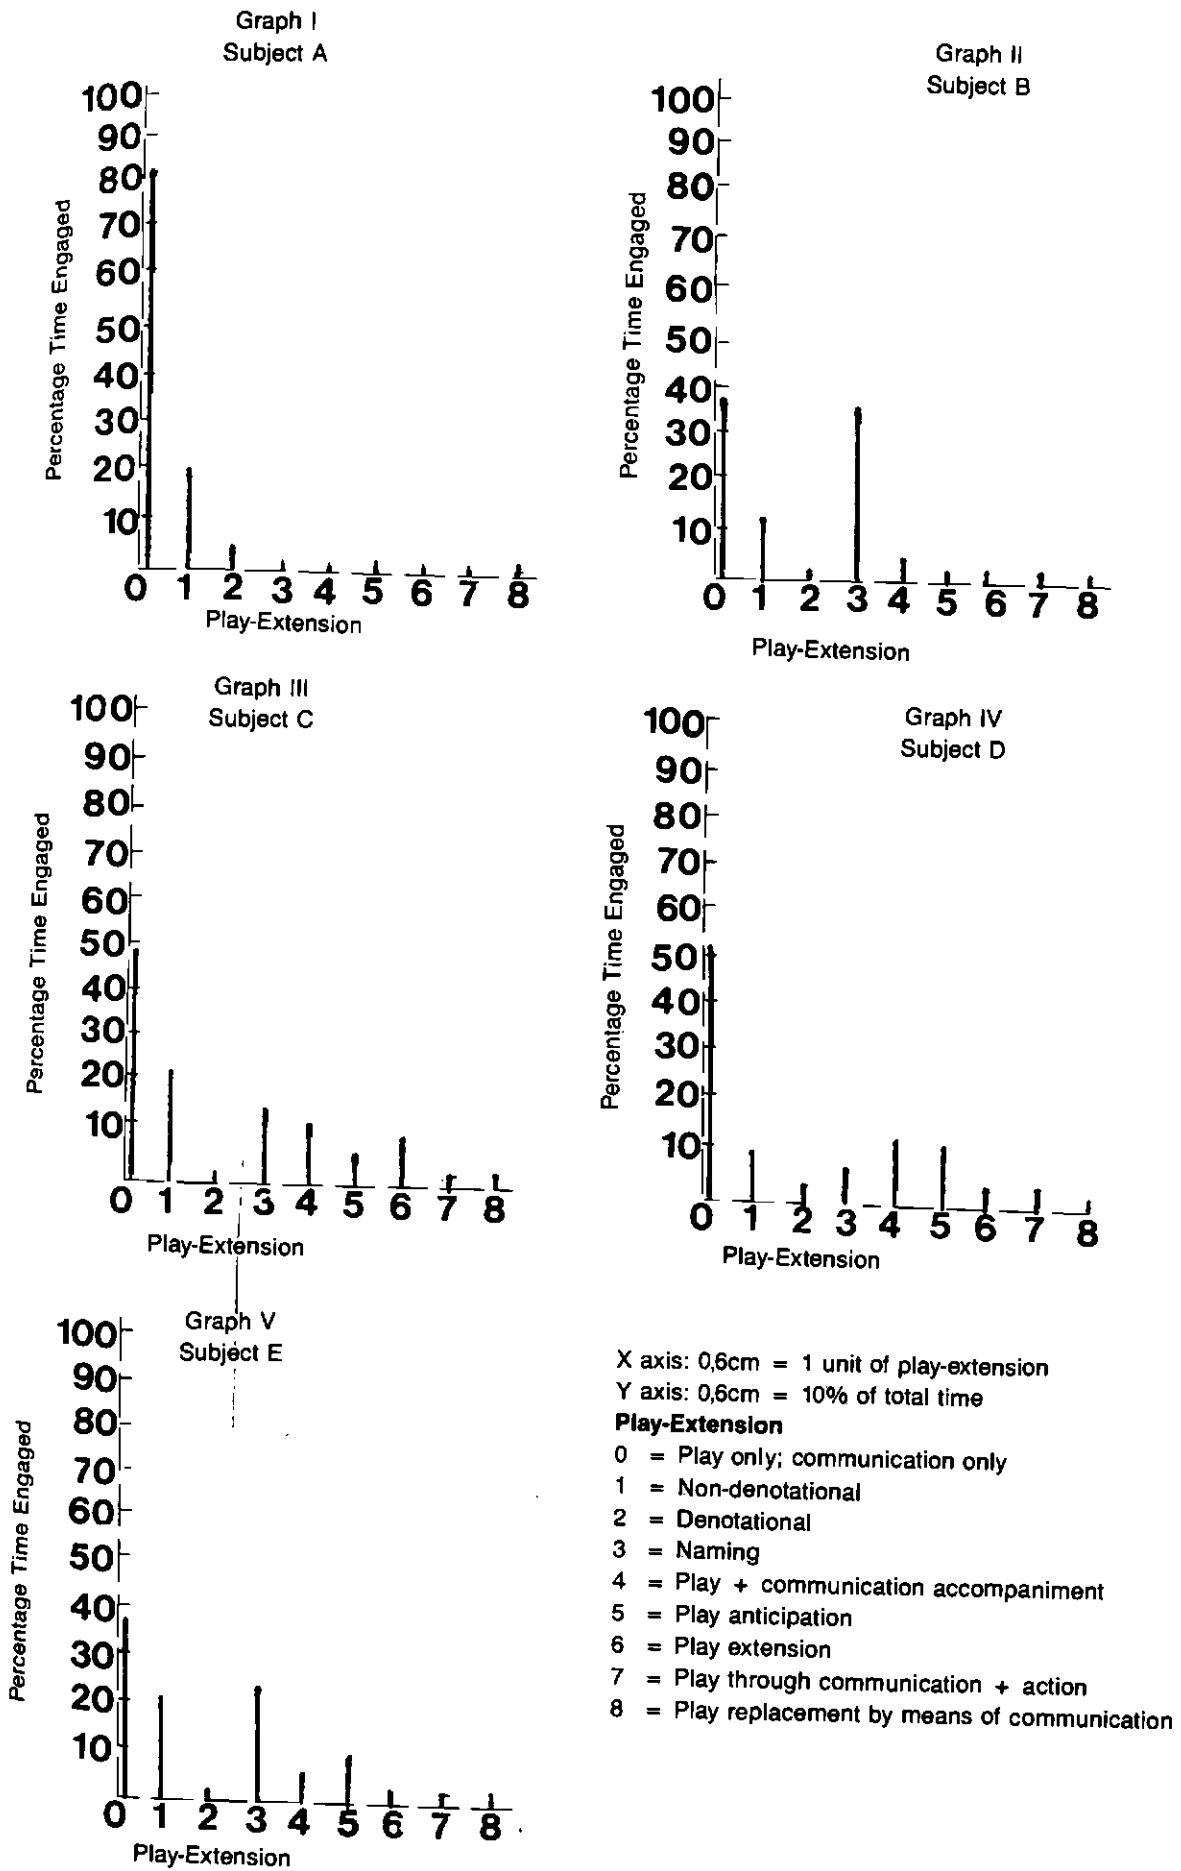 Graph I
Subject A
100
90
80
70
60
50
40
30
20
10
0 1 2 3 4 5 6 7 8
Percentage Time Engaged
Play-Extension
Graph II
Subject B
100
90
80
70
60
50
40
30
20
10
0 1 2 3 4 5 6 7 8
Percentage Time Engaged
Play-Extension
Graph III
Subject C
100
90
80
70
60
50
40
30
20
10
0 1 2 3 4 5 6 7 8
Percentage Time Engaged
Play-Extension
Graph IV
Subject D
100
90
80
70
60
50
40
30
20
10
0 1 2 3 4 5 6 7 8
Percentage Time Engaged
Play-Extension
Graph V
Subject E
100
90
80
70
60
50
40
30
20
10
0 1 2 3 4 5 6 7 8
Percentage Time Engaged
Play-Extension
X axis: 0,6cm = 1 unit of play-extension
Y axis: 0,6cm = 10% of total time
Play-Extension
0 = Play only; communication only
1 = Non-denotational
2 = Denotational
3 = Naming
4 = Play + communication accompaniment
5 = Play anticipation
6 = Play extension
7 = Play through communication + action
8 = Play replacement by means of communication